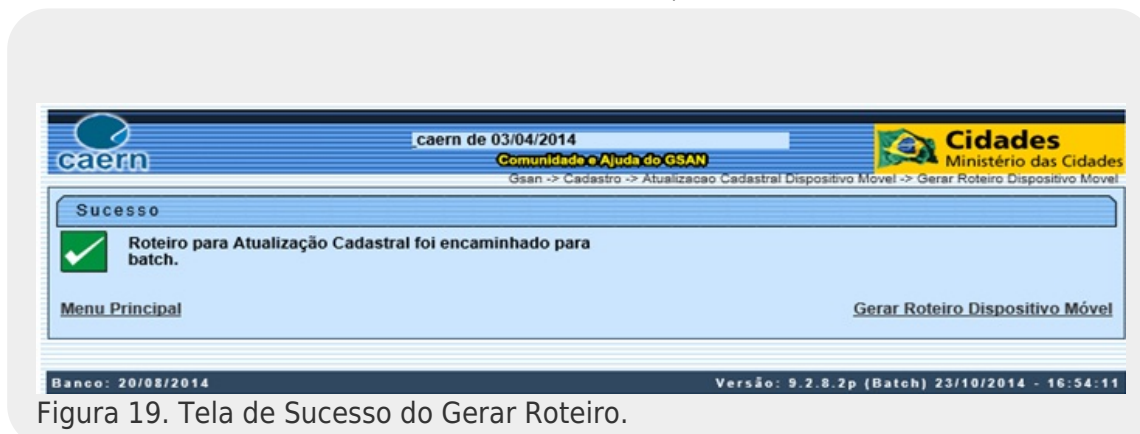 caern
caern de 03/04/2014
Comunidade e Ajuda do GSAN
Cidades
Ministério das Cidades
Gsan -> Cadastro -> Atualizacao Cadastral Dispositivo Movel -> Gerar Roteiro Dispositivo Movel
Sucesso
Roteiro para Atualização Cadastral foi encaminhado para
batch.
Menu Principal
Gerar Roteiro Dispositivo Móvel
Banco: 20/08/2014
Versão: 9.2.8.2p (Batch) 23/10/2014 - 16:54:11
Figura 19. Tela de Sucesso do Gerar Roteiro.